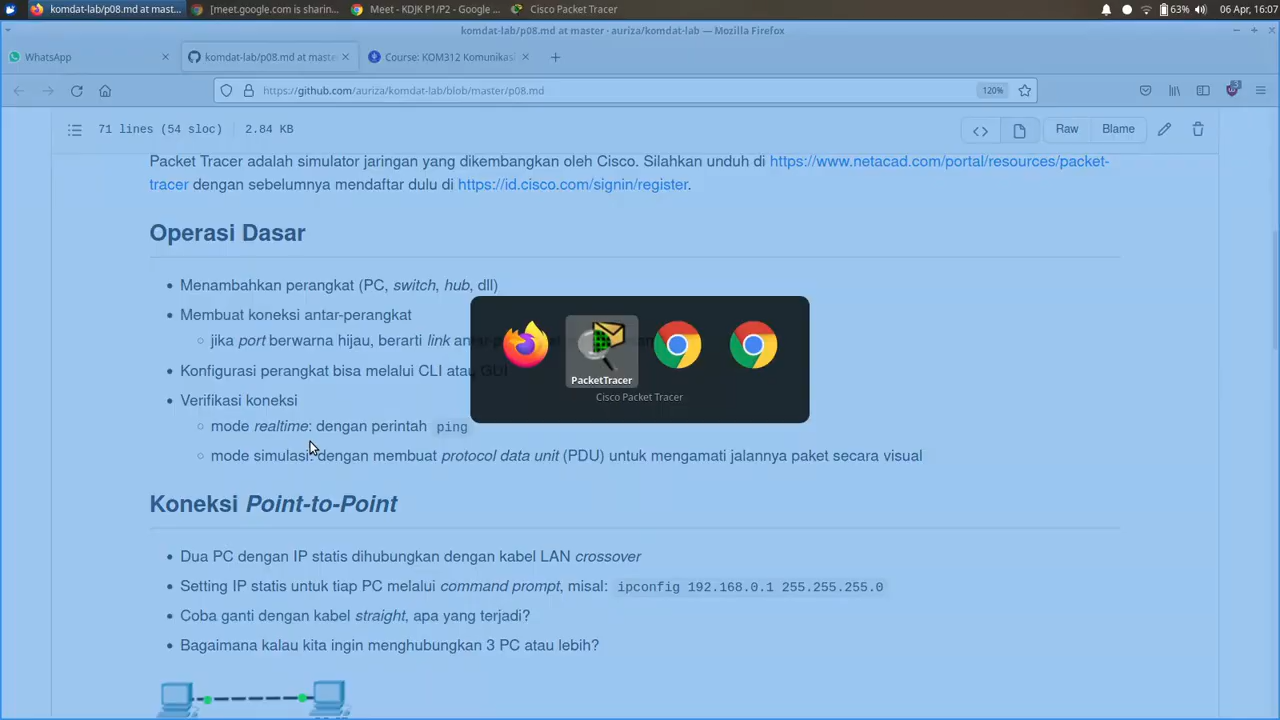 komdat-lab/p08.md at mast...
[meet.google.com is sharin...
Meet - KDJK P1/P2 - Google ...
Cisco Packet Tracer
63%
06 Apr, 16:07
komdat-lab/p08.md at master · auriza/komdat-lab — Mozilla Firefox
WhatsApp
komdat-lab/p08.md at maste
Course: KOM312 Komunikas
https://github.com/auriza/komdat-lab/blob/master/p08.md
120%
71 lines (54 sloc)
2.84 KB
Raw
Blame
Packet Tracer adalah simulator jaringan yang dikembangkan oleh Cisco. Silahkan unduh di https://www.netacad.com/portal/resources/packet-
tracer dengan sebelumnya mendaftar dulu di https://id.cisco.com/signin/register.
Operasi Dasar
Menambahkan perangkat (PC, switch, hub, dll)
Membuat koneksi antar-perangkat
jika port berwarna hijau, berarti link
Konfigurasi perangkat bisa melalui CLI atau GUI
Verifikasi koneksi
mode realtime: dengan perintah ping
mode simulasi: dengan membuat protocol data unit (PDU) untuk mengamati jalannya paket secara visual
PacketTracer
Cisco Packet Tracer
Koneksi Point-to-Point
Dua PC dengan IP statis dihubungkan dengan kabel LAN crossover
Setting IP statis untuk tiap PC melalui command prompt, misal: ipconfig 192.168.0.1 255.255.255.0
Coba ganti dengan kabel straight, apa yang terjadi?
Bagaimana kalau kita ingin menghubungkan 3 PC atau lebih?